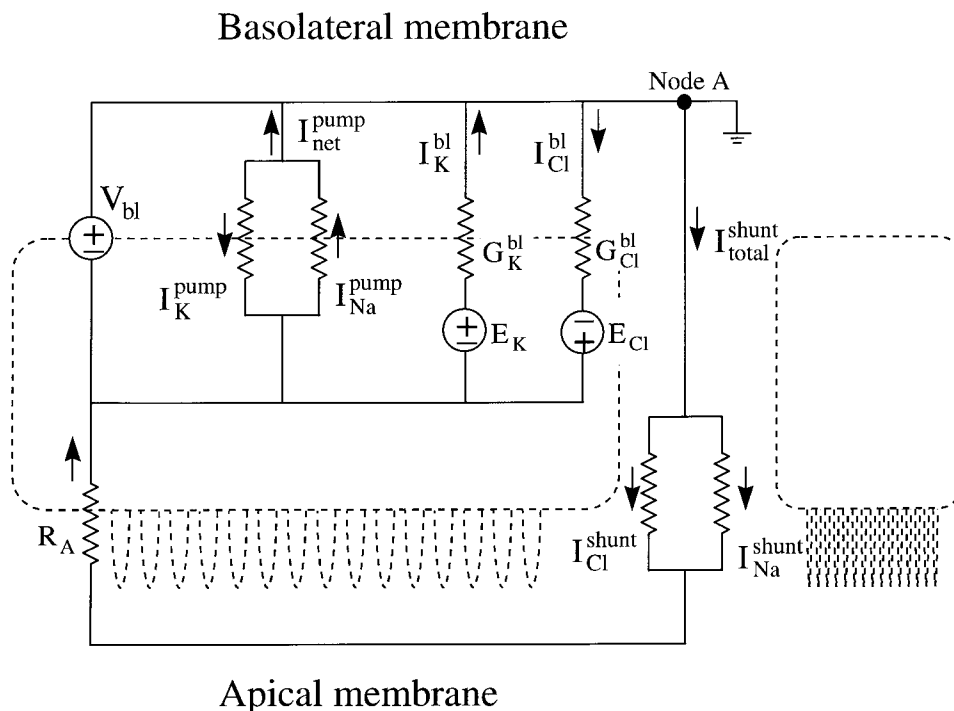 Basolateral membrane
Node A
I_net^pump
I_K^bl
I_Cl^bl
V_bl
+
−
I_total^shunt
G_K^bl
G_Cl^bl
I_K^pump
I_Na^pump
+
−
E_K
−
+
E_Cl
R_A
I_Cl^shunt
I_Na^shunt
Apical membrane